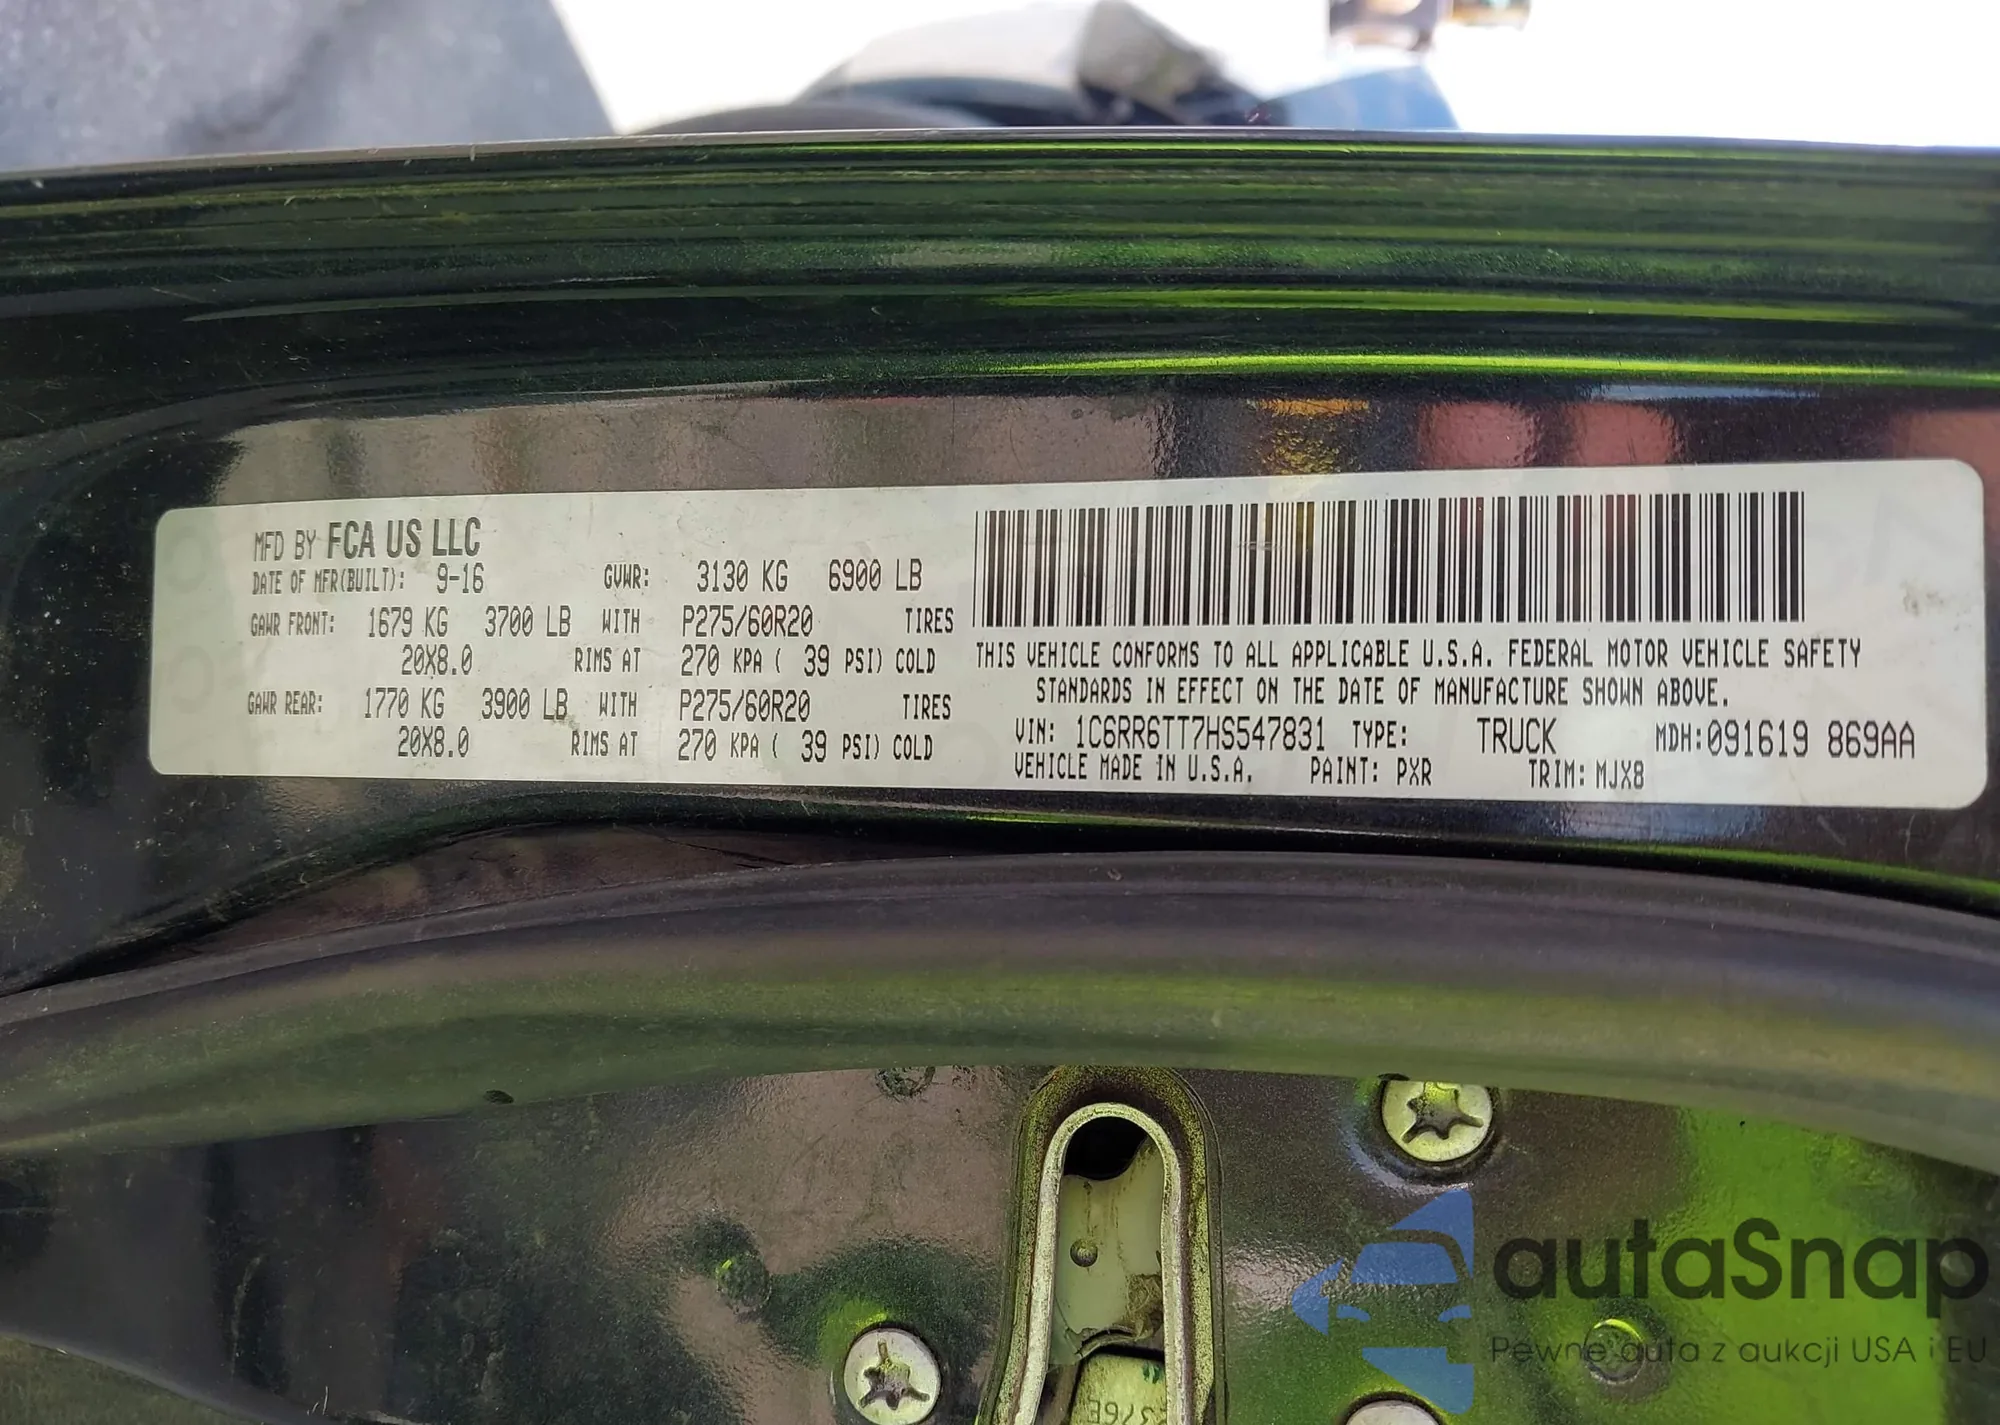 MFD BY FCA US LLC
DATE OF MFR(BUILT): 9-16 GVWR: 3130 KG 6900 LB
GAWR FRONT: 1679 KG 3700 LB WITH P275/60R20 TIRES
20X8.0 RIMS AT 270 KPA ( 39 PSI) COLD
GAWR REAR: 1770 KG 3900 LB WITH P275/60R20 TIRES
20X8.0 RIMS AT 270 KPA ( 39 PSI) COLD
THIS VEHICLE CONFORMS TO ALL APPLICABLE U.S.A. FEDERAL MOTOR VEHICLE SAFETY
STANDARDS IN EFFECT ON THE DATE OF MANUFACTURE SHOWN ABOVE.
VIN: 1C6RR6TT7HS547831 TYPE: TRUCK MDH:091619 869AA
VEHICLE MADE IN U.S.A. PAINT: PXR TRIM: MJX8
autaSnap
Pewne auta z aukcji USA i EU